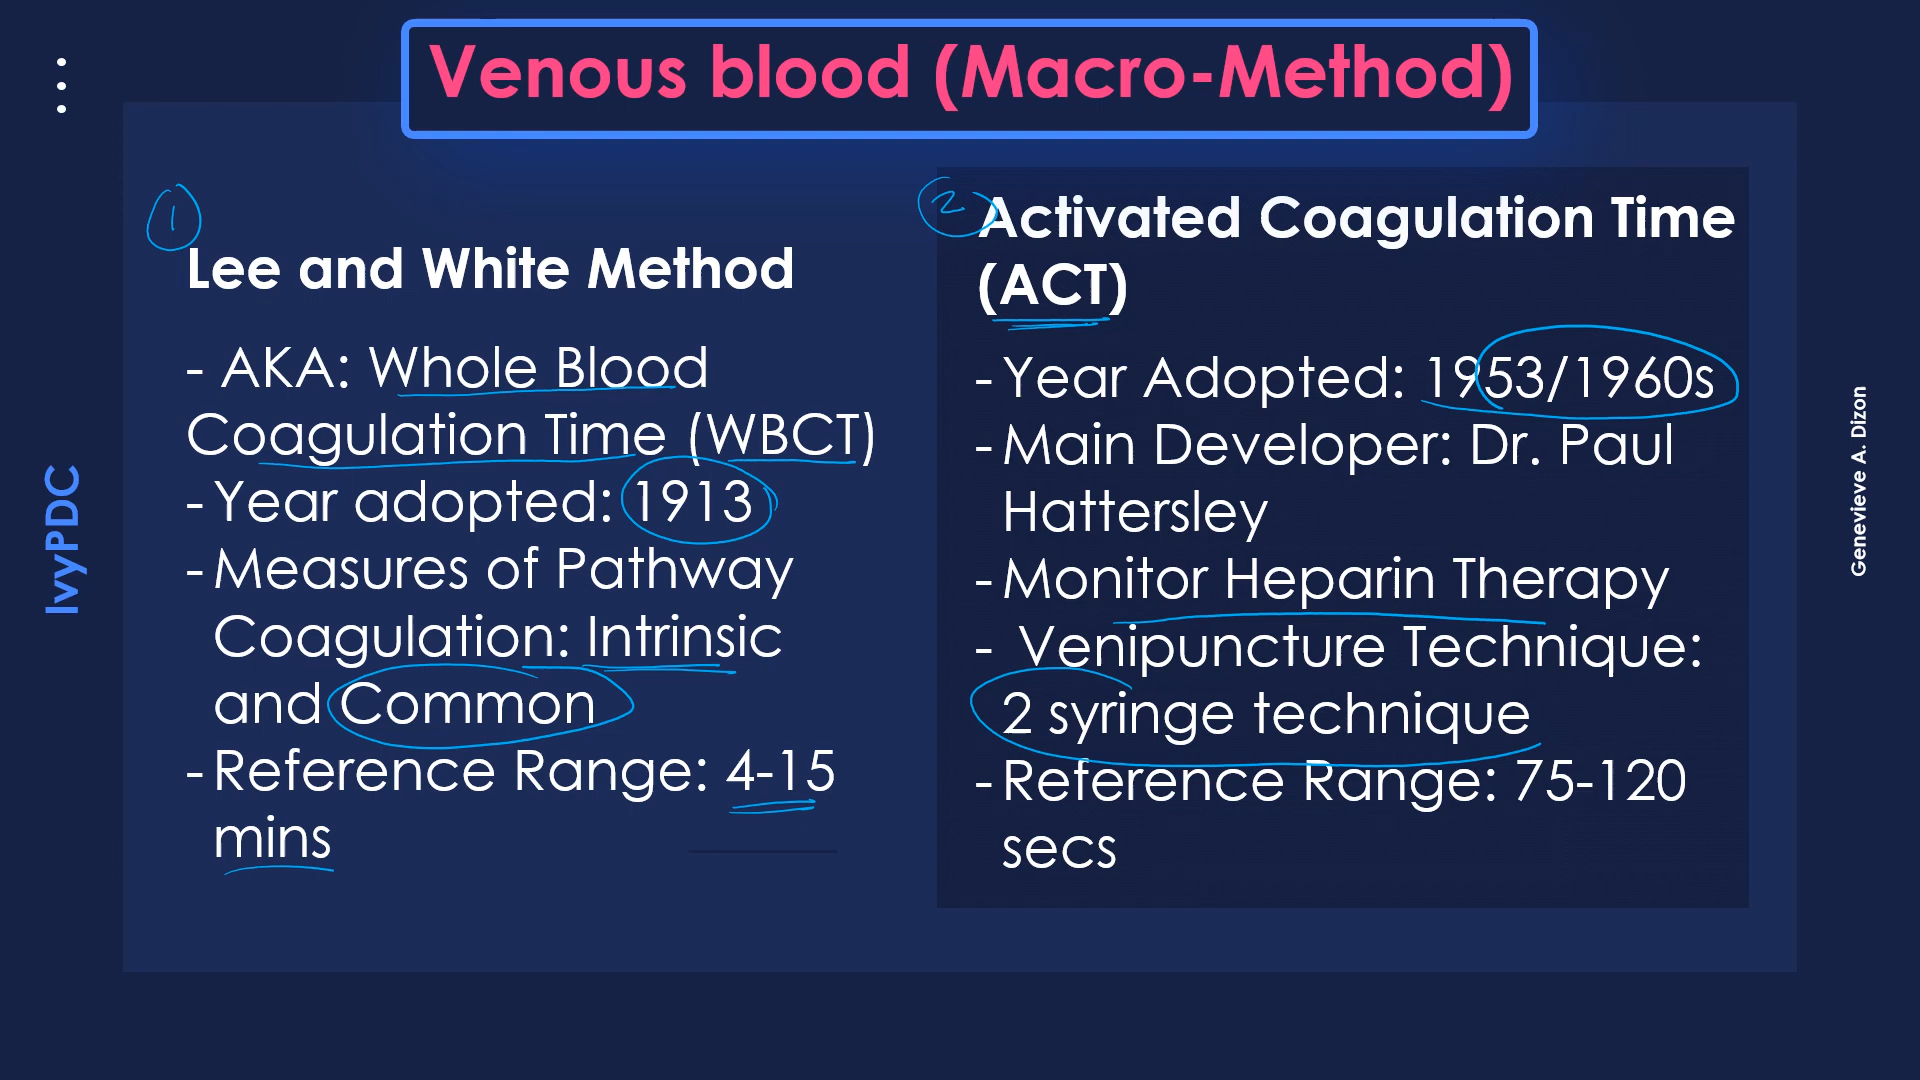 Venous blood (Macro-Method)
1
Lee and White Method
- AKA: Whole Blood
Coagulation Time (WBCT)
- Year adopted: 1913
- Measures of Pathway
Coagulation: Intrinsic
and Common
- Reference Range: 4-15
mins
2
Activated Coagulation Time
(ACT)
- Year Adopted: 1953/1960s
- Main Developer: Dr. Paul
Hattersley
- Monitor Heparin Therapy
- Venipuncture Technique:
2 syringe technique
- Reference Range: 75-120
secs
IvyPDC
Genevieve A. Dizon